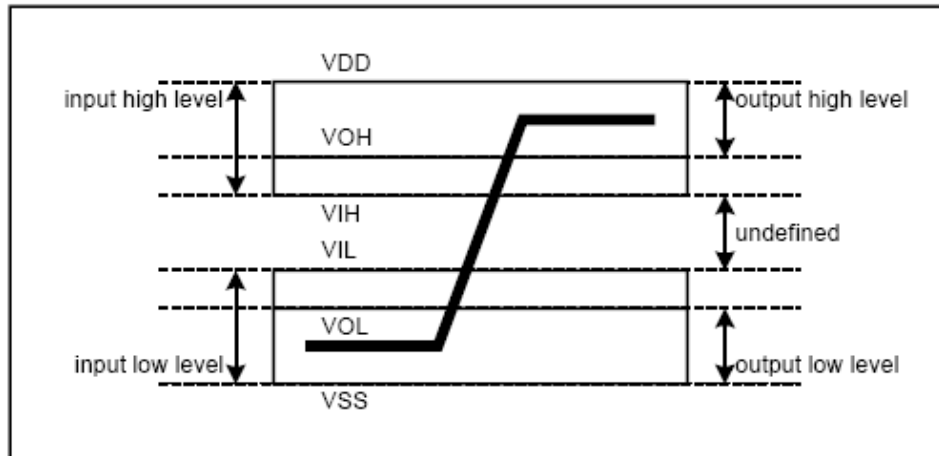 VDD
input high level
output high level
VOH
VIH
undefined
VIL
VOL
input low level
output low level
VSS